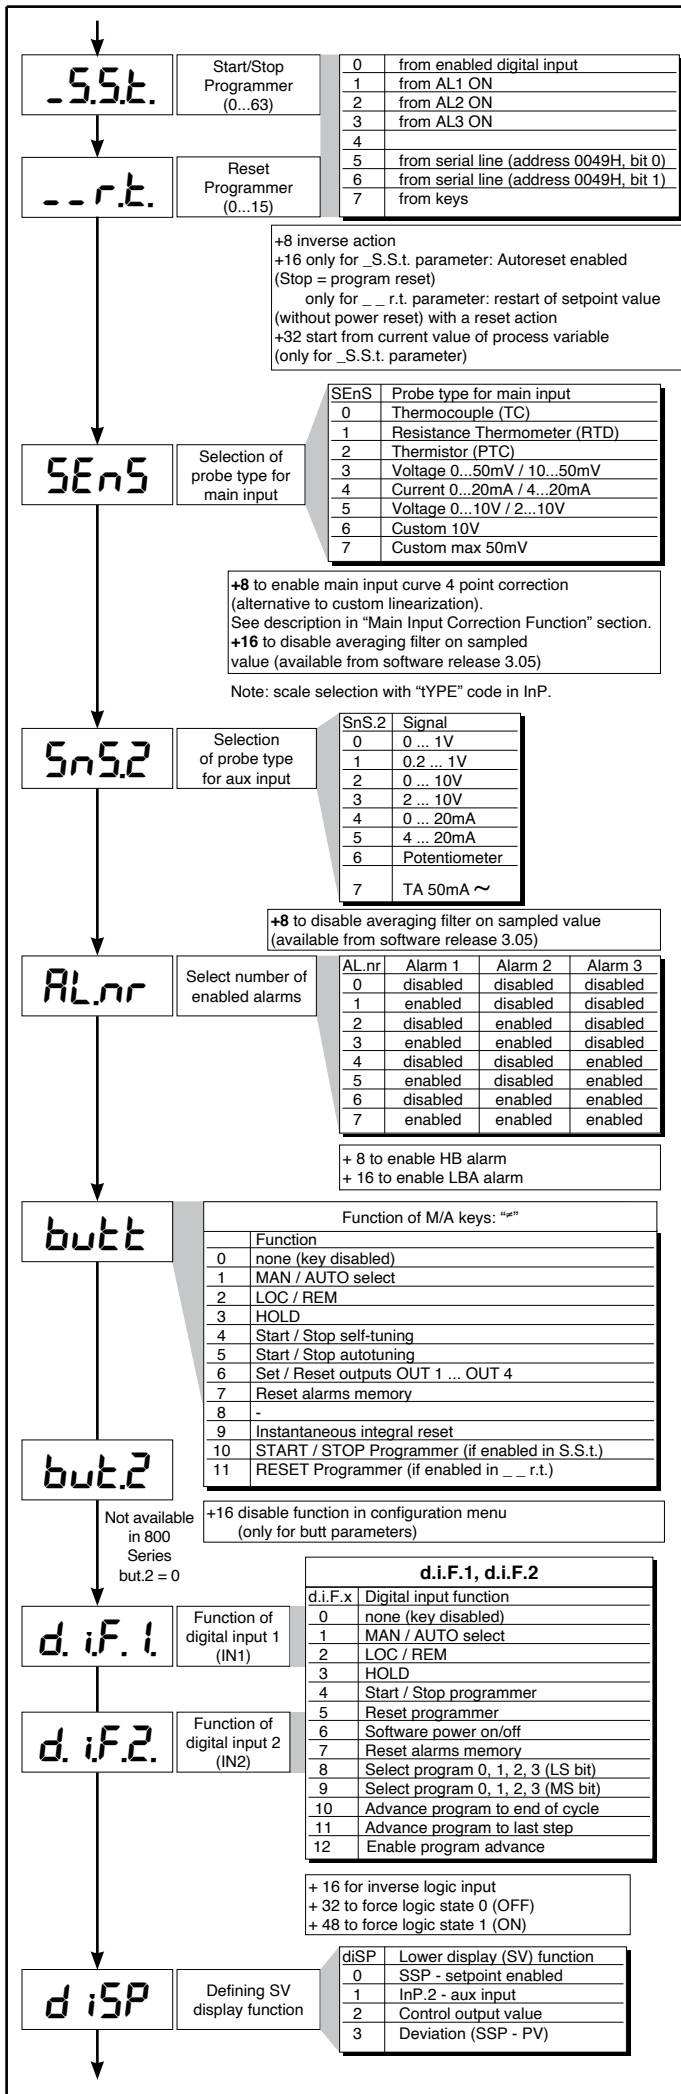 _S.S.t.
Start/Stop
Programmer
(0...63)
_ _ r.t.
Reset
Programmer
(0...15)
0 from enabled digital input
1 from AL1 ON
2 from AL2 ON
3 from AL3 ON
4
5 from serial line (address 0049H, bit 0)
6 from serial line (address 0049H, bit 1)
7 from keys
+8 inverse action
+16 only for _S.S.t. parameter: Autoreset enabled
(Stop = program reset)
only for _ _ r.t. parameter: restart of setpoint value
(without power reset) with a reset action
+32 start from current value of process variable
(only for _S.S.t. parameter)
SEnS
Selection of
probe type for
main input
SEnS Probe type for main input
0 Thermocouple (TC)
1 Resistance Thermometer (RTD)
2 Thermistor (PTC)
3 Voltage 0...50mV / 10...50mV
4 Current 0...20mA / 4...20mA
5 Voltage 0...10V / 2...10V
6 Custom 10V
7 Custom max 50mV
+8 to enable main input curve 4 point correction
(alternative to custom linearization).
See description in “Main Input Correction Function” section.
+16 to disable averaging filter on sampled
value (available from software release 3.05)
Note: scale selection with “tYPE” code in InP.
SnS.2
Selection
of probe type
for aux input
SnS.2 Signal
0 0 ... 1V
1 0.2 ... 1V
2 0 ... 10V
3 2 ... 10V
4 0 ... 20mA
5 4 ... 20mA
6 Potentiometer
7 TA 50mA ~
+8 to disable averaging filter on sampled value
(available from software release 3.05)
AL.nr
Select number of
enabled alarms
AL.nr Alarm 1 Alarm 2 Alarm 3
0 disabled disabled disabled
1 enabled disabled disabled
2 disabled enabled disabled
3 enabled enabled disabled
4 disabled disabled enabled
5 enabled disabled enabled
6 disabled enabled enabled
7 enabled enabled enabled
+ 8 to enable HB alarm
+ 16 to enable LBA alarm
butt
Function of M/A keys: “≠”
Function
0 none (key disabled)
1 MAN / AUTO select
2 LOC / REM
3 HOLD
4 Start / Stop self-tuning
5 Start / Stop autotuning
6 Set / Reset outputs OUT 1 ... OUT 4
7 Reset alarms memory
8 -
9 Instantaneous integral reset
10 START / STOP Programmer (if enabled in S.S.t.)
11 RESET Programmer (if enabled in _ _ r.t.)
but.2
Not available
in 800
Series
but.2 = 0
+16 disable function in configuration menu
(only for butt parameters)
d.i.F.1, d.i.F.2
d.i.F.x Digital input function
0 none (key disabled)
1 MAN / AUTO select
2 LOC / REM
3 HOLD
4 Start / Stop programmer
5 Reset programmer
6 Software power on/off
7 Reset alarms memory
8 Select program 0, 1, 2, 3 (LS bit)
9 Select program 0, 1, 2, 3 (MS bit)
10 Advance program to end of cycle
11 Advance program to last step
12 Enable program advance
d.i.F.1.
Function of
digital input 1
(IN1)
d.i.F.2.
Function of
digital input 2
(IN2)
+ 16 for inverse logic input
+ 32 to force logic state 0 (OFF)
+ 48 to force logic state 1 (ON)
diSP
Defining SV
display function
diSP Lower display (SV) function
0 SSP - setpoint enabled
1 InP.2 - aux input
2 Control output value
3 Deviation (SSP - PV)